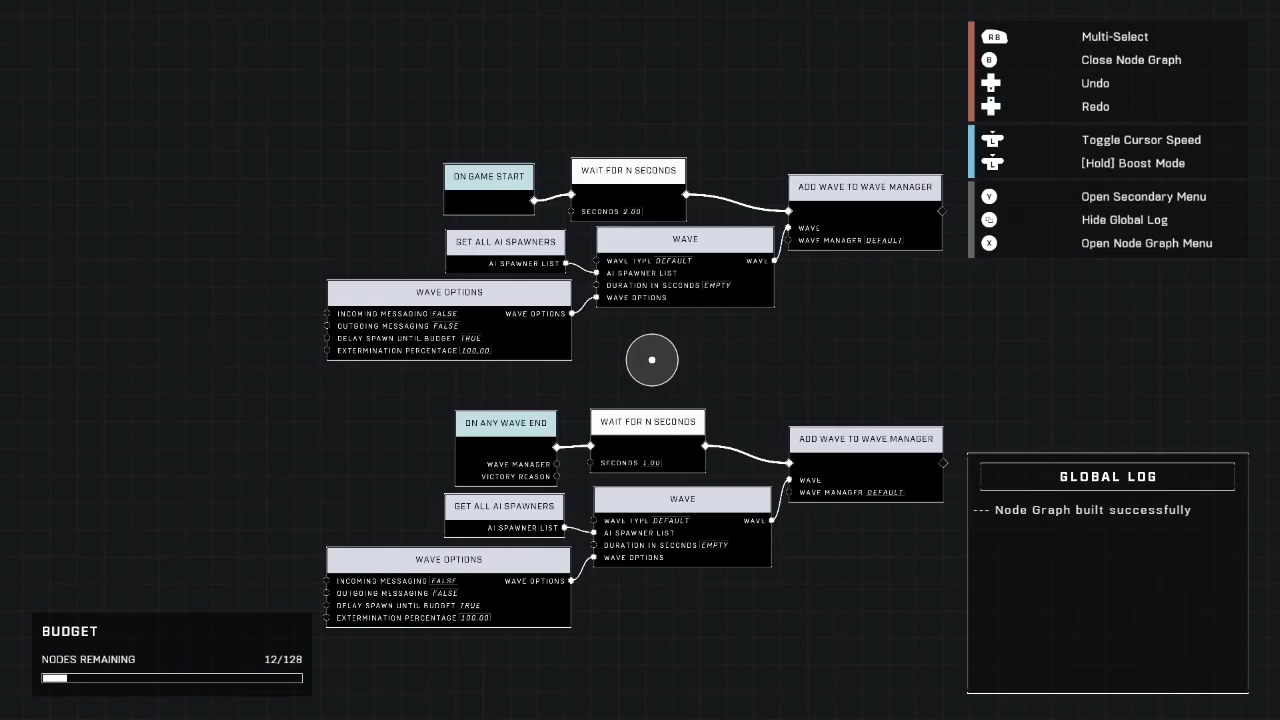 RB Multi-Select
B Close Node Graph
Undo
Redo
L Toggle Cursor Speed
L [Hold] Boost Mode
Y Open Secondary Menu
Hide Global Log
X Open Node Graph Menu
ON GAME START
WAIT FOR N SECONDS
SECONDS 2.00
ADD WAVE TO WAVE MANAGER
WAVE
WAVE MANAGER DEFAULT
GET ALL AI SPAWNERS
AI SPAWNER LIST
WAVE
WAVE TYPE DEFAULT WAVE
AI SPAWNER LIST
DURATION IN SECONDS EMPTY
WAVE OPTIONS
WAVE OPTIONS
INCOMING MESSAGING FALSE WAVE OPTIONS
OUTGOING MESSAGING FALSE
DELAY SPAWN UNTIL BUDGET TRUE
EXTERMINATION PERCENTAGE 100.00
ON ANY WAVE END
WAVE MANAGER
VICTORY REASON
WAIT FOR N SECONDS
SECONDS 1.00
ADD WAVE TO WAVE MANAGER
WAVE
WAVE MANAGER DEFAULT
GET ALL AI SPAWNERS
AI SPAWNER LIST
WAVE
WAVE TYPE DEFAULT WAVE
AI SPAWNER LIST
DURATION IN SECONDS EMPTY
WAVE OPTIONS
WAVE OPTIONS
INCOMING MESSAGING FALSE WAVE OPTIONS
OUTGOING MESSAGING FALSE
DELAY SPAWN UNTIL BUDGET TRUE
EXTERMINATION PERCENTAGE 100.00
GLOBAL LOG
--- Node Graph built successfully
BUDGET
NODES REMAINING 12/128